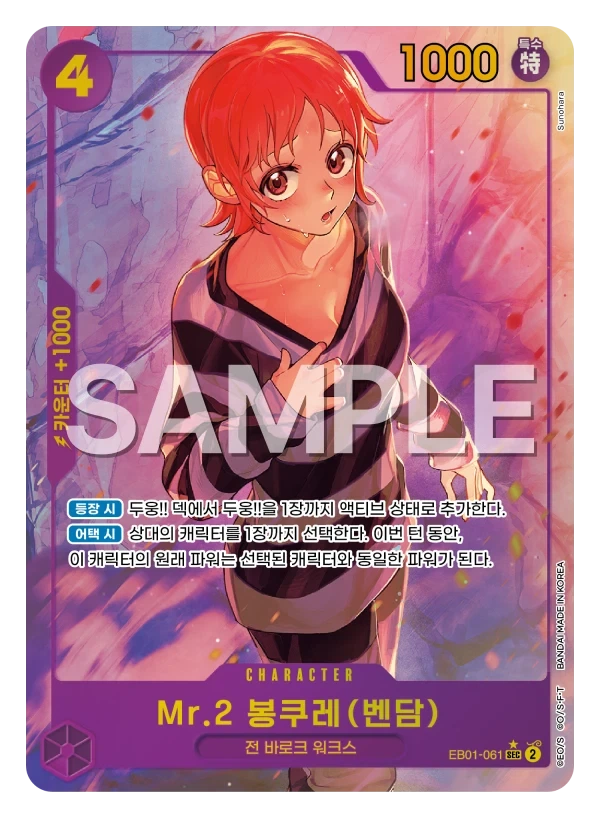 4
1000
특수
特
Sunohara
카운터 +1000
SAMPLE
등장 시 두웅!! 덱에서 두웅!!을 1장까지 액티브 상태로 추가한다.
어택 시 상대의 캐릭터를 1장까지 선택한다. 이번 턴 동안,
이 캐릭터의 원래 파워는 선택된 캐릭터와 동일한 파워가 된다.
CHARACTER
Mr.2 봉쿠레(벤담)
전 바로크 워크스
EB01-061 SEC 2
©EO/S ©O/S·F·T BANDAI MADE IN KOREA